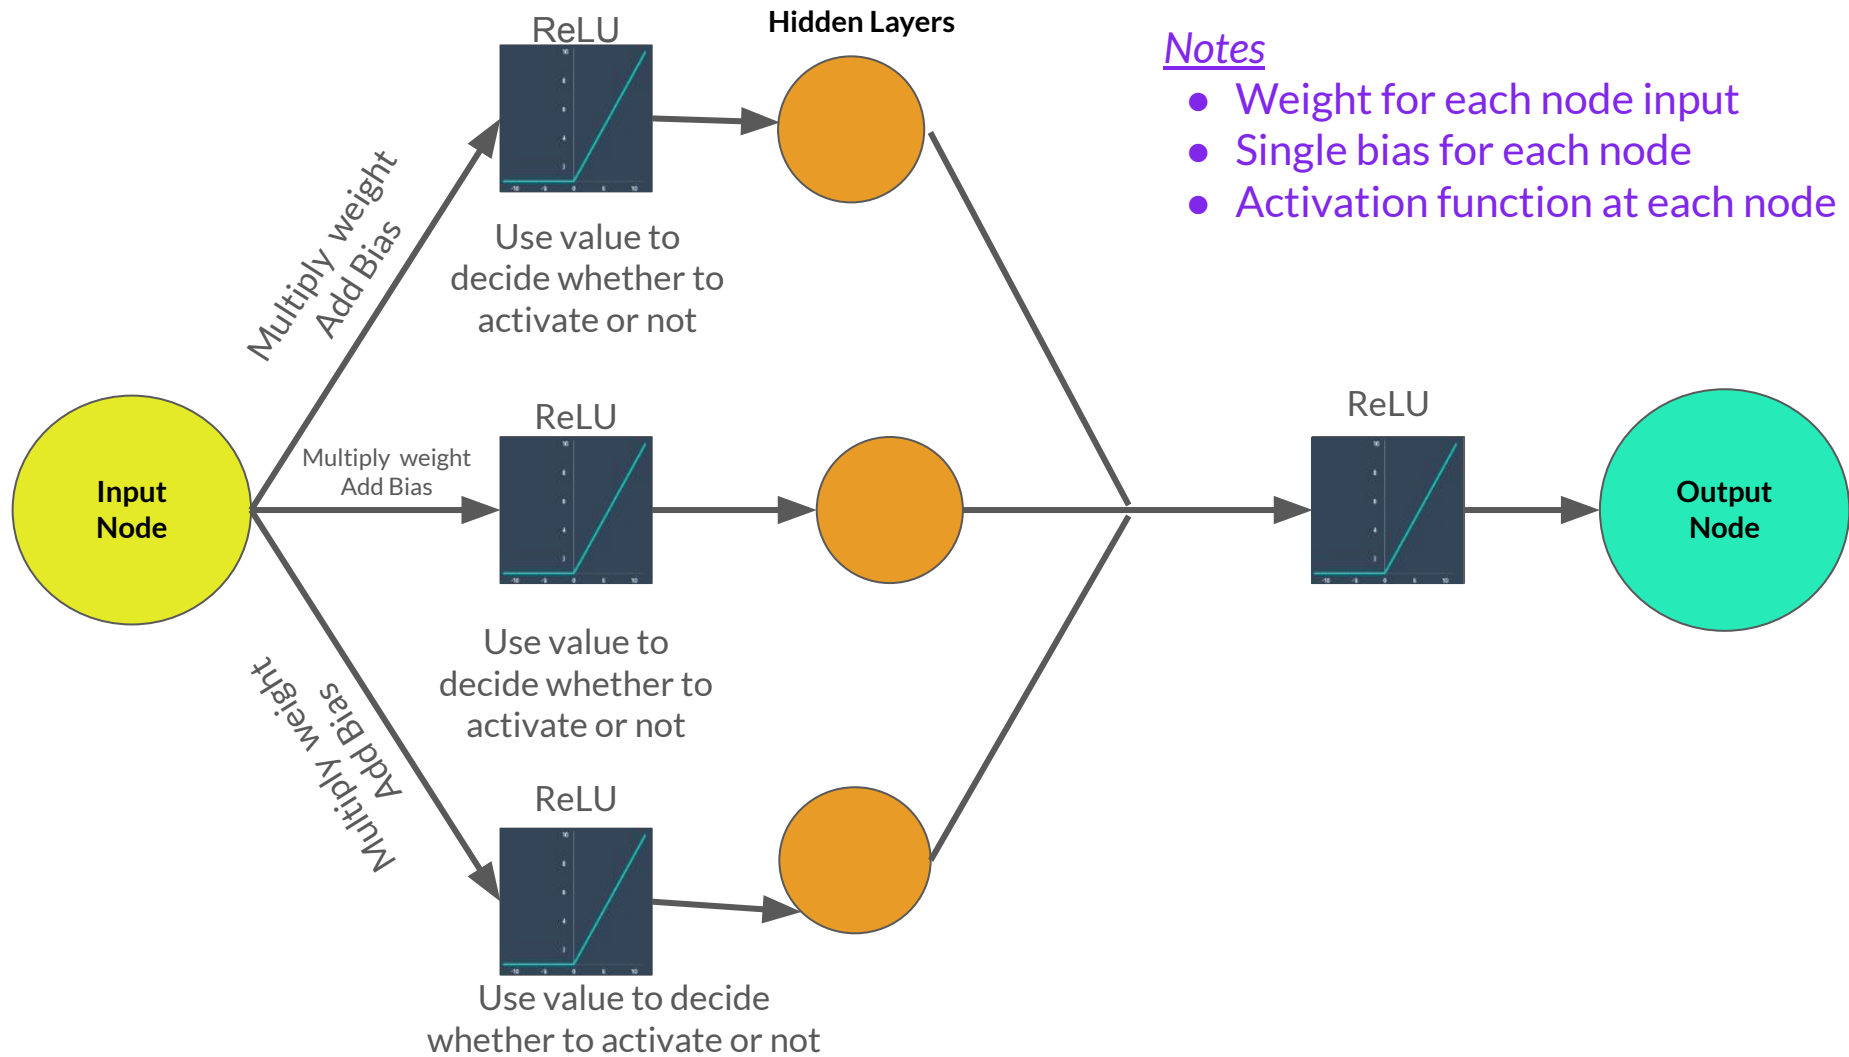 ReLU
Hidden Layers
Notes
● Weight for each node input
● Single bias for each node
● Activation function at each node
Multiply weight
Add Bias
Use value to
decide whether to
activate or not
ReLU
Multiply weight
Add Bias
Input
Node
ReLU
Output
Node
Use value to
decide whether to
activate or not
Multiply weight
Add Bias
ReLU
Use value to decide
whether to activate or not